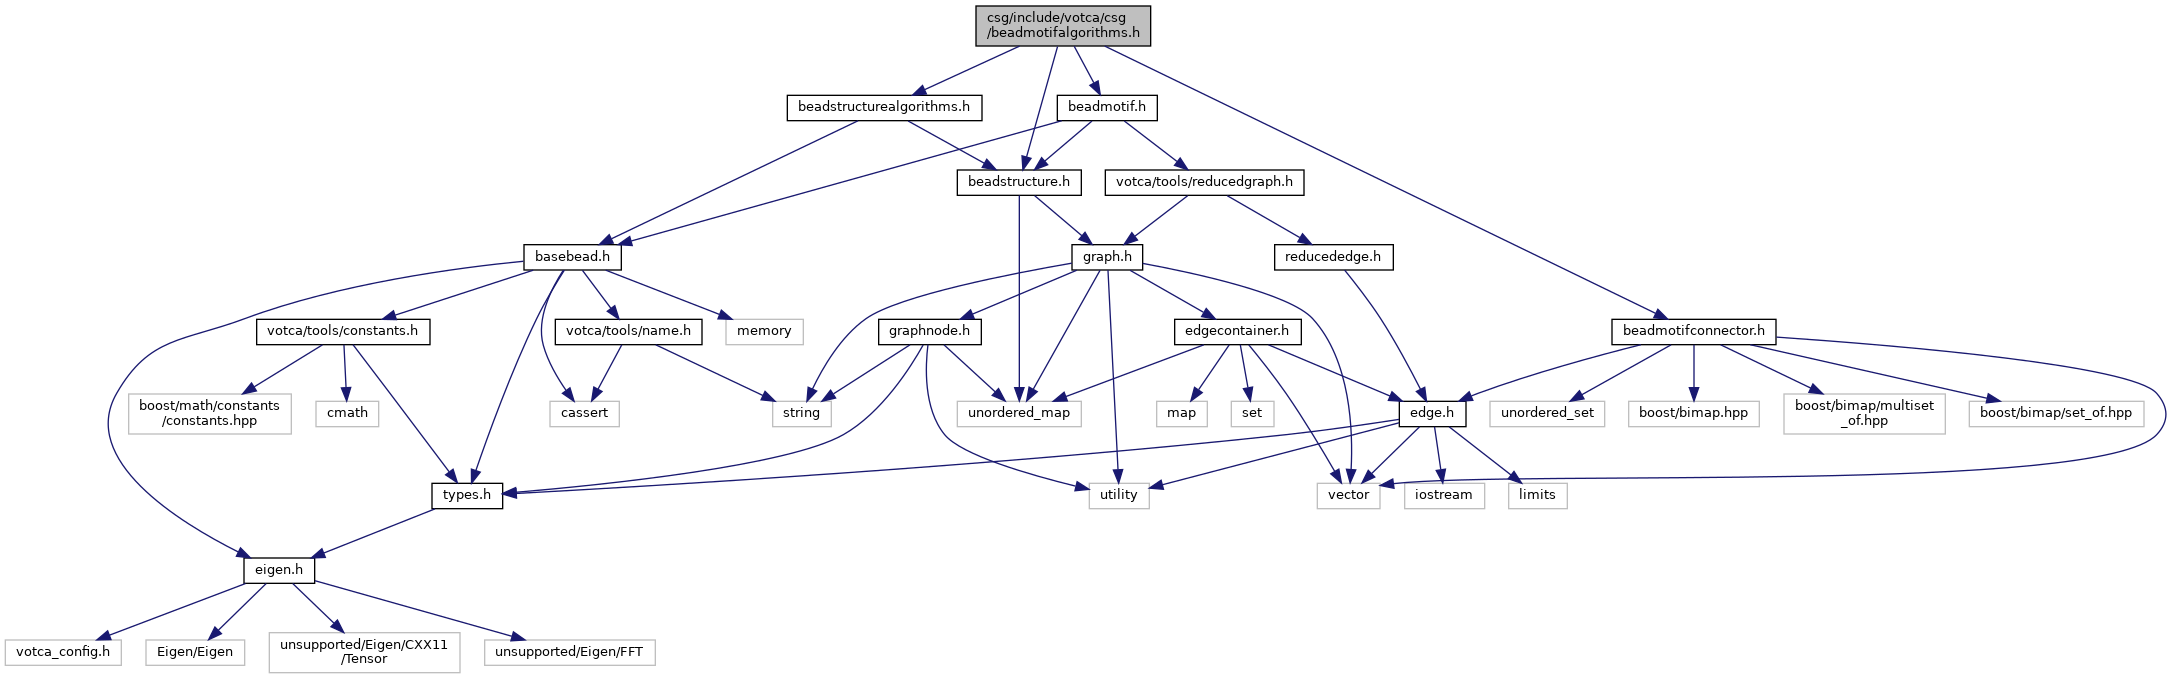 csg/include/votca/csg
/beadmotifalgorithms.h
beadstructurealgorithms.h
beadmotif.h
beadstructure.h
votca/tools/reducedgraph.h
basebead.h
graph.h
reducededge.h
votca/tools/constants.h
votca/tools/name.h
memory
graphnode.h
edgecontainer.h
beadmotifconnector.h
boost/math/constants
/constants.hpp
cmath
cassert
string
unordered_map
map
set
edge.h
unordered_set
boost/bimap.hpp
boost/bimap/multiset
_of.hpp
boost/bimap/set_of.hpp
types.h
utility
vector
iostream
limits
eigen.h
votca_config.h
Eigen/Eigen
unsupported/Eigen/CXX11
/Tensor
unsupported/Eigen/FFT